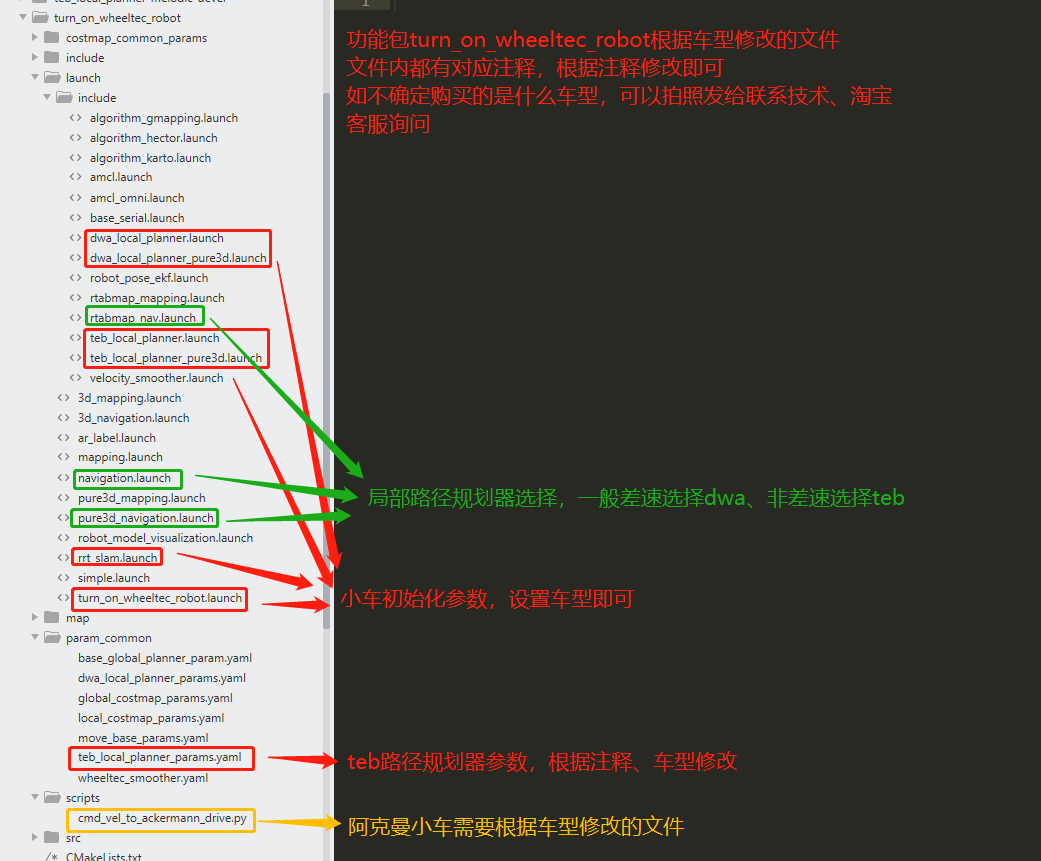 teb_local_planner-melodic-devel
1
turn_on_wheeltec_robot
costmap_common_params
include
launch
include
algorithm_gmapping.launch
algorithm_hector.launch
algorithm_karto.launch
amcl.launch
amcl_omni.launch
base_serial.launch
dwa_local_planner.launch
dwa_local_planner_pure3d.launch
robot_pose_ekf.launch
rtabmap_mapping.launch
rtabmap_nav.launch
teb_local_planner.launch
teb_local_planner_pure3d.launch
velocity_smoother.launch
3d_mapping.launch
3d_navigation.launch
ar_label.launch
mapping.launch
navigation.launch
pure3d_mapping.launch
pure3d_navigation.launch
robot_model_visualization.launch
rrt_slam.launch
simple.launch
turn_on_wheeltec_robot.launch
map
param_common
base_global_planner_param.yaml
dwa_local_planner_params.yaml
global_costmap_params.yaml
local_costmap_params.yaml
move_base_params.yaml
teb_local_planner_params.yaml
wheeltec_smoother.yaml
scripts
cmd_vel_to_ackermann_drive.py
src
CMakeLists.txt
功能包turn_on_wheeltec_robot根据车型修改的文件
文件内都有对应注释，根据注释修改即可
如不确定购买的是什么车型，可以拍照发给联系技术、淘宝
客服询问
局部路径规划器选择，一般差速选择dwa、非差速选择teb
小车初始化参数，设置车型即可
teb路径规划器参数，根据注释、车型修改
阿克曼小车需要根据车型修改的文件